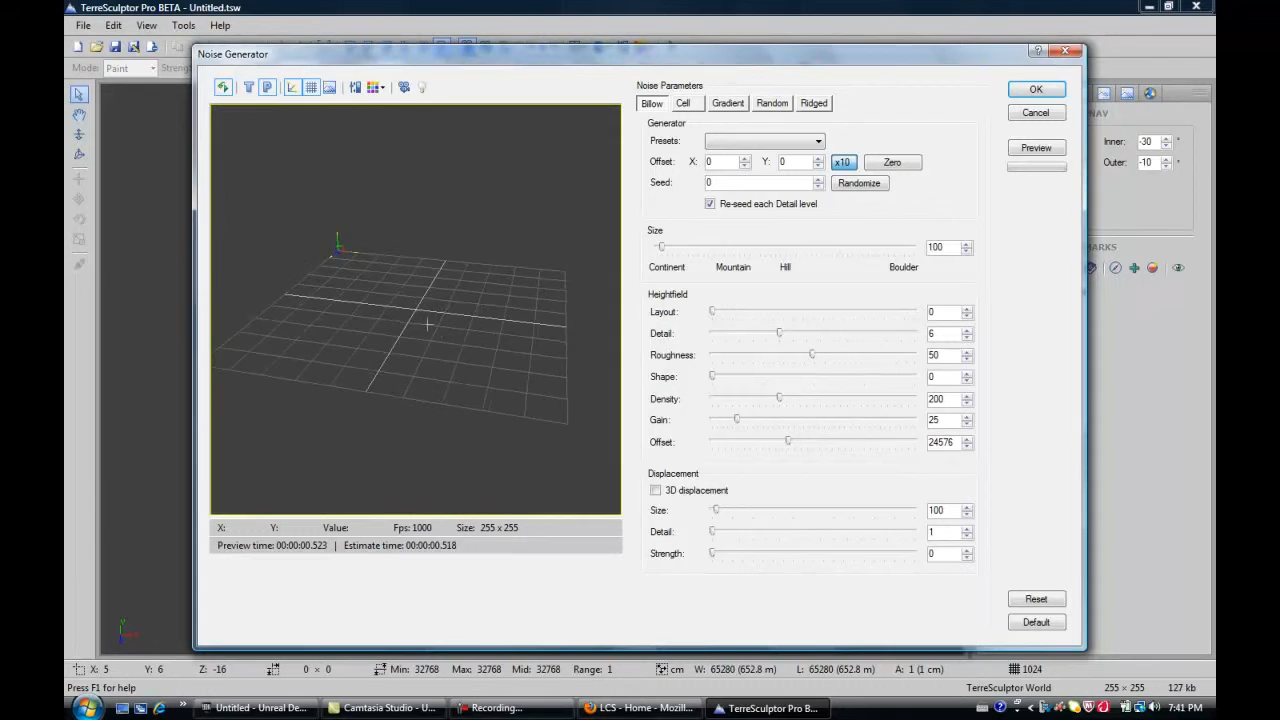 TerreSculptor Pro BETA - Untitled.tsw
File Edit View Tools Help
Mode: Paint
Noise Generator
Noise Parameters
Billow Cell Gradient Random Ridged
Generator
Presets:
Offset: X: 0 Y: 0 x10 Zero
Seed: 0 Randomize
Re-seed each Detail level
Size
100
Continent Mountain Hill Boulder
Heightfield
Layout: 0
Detail: 6
Roughness: 50
Shape: 0
Density: 200
Gain: 25
Offset: 24576
Displacement
3D displacement
Size: 100
Detail: 1
Strength: 0
OK
Cancel
Preview
Reset
Default
Inner: -30 °
Outer: -10 °
X: Y: Value: Fps: 1000 Size: 255 x 255
Preview time: 00:00:00.523 | Estimate time: 00:00:00.518
X: 5 Y: 6 Z: -16 0 × 0 Min: 32768 Max: 32768 Mid: 32768 Range: 1 cm W: 65280 (652.8 m) L: 65280 (652.8 m) A: 1 (1 cm) 1024
Press F1 for help TerreSculptor World 255 × 255 127 kb
Untitled - Unreal De... Camtasia Studio - U... Recording... LCS - Home - Mozill... TerreSculptor Pro B... 7:41 PM